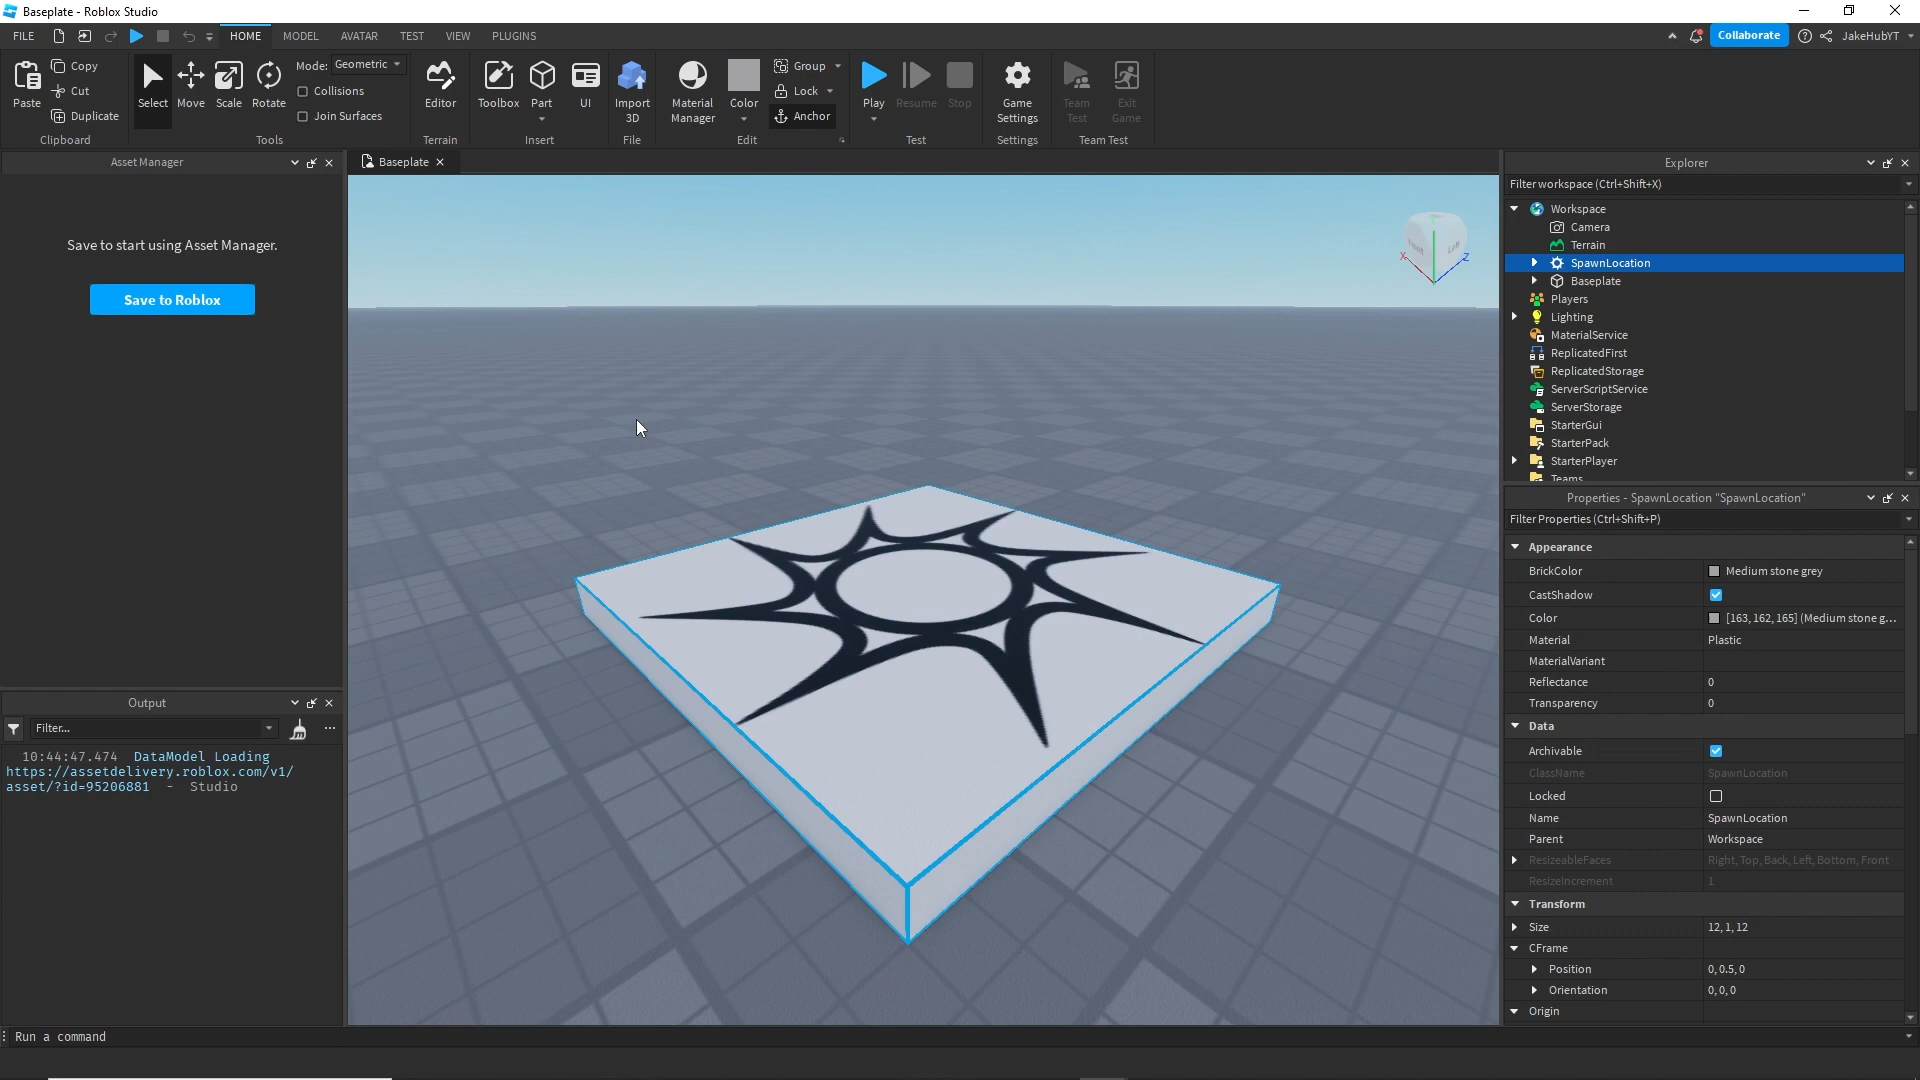 Baseplate - Roblox Studio
FILE HOME MODEL AVATAR TEST VIEW PLUGINS Collaborate JakeHubYT
Paste
Copy
Cut
Duplicate
Clipboard
Select Move Scale Rotate
Mode: Geometric
Collisions
Join Surfaces
Tools
Editor
Terrain
Toolbox Part UI
Insert
Import
3D
File
Material
Manager
Color
Group
Lock
Anchor
Edit
Play Resume Stop
Test
Game
Settings
Settings
Team
Test
Exit
Game
Team Test
Asset Manager
Save to start using Asset Manager.
Save to Roblox
Output
Filter...
10:44:47.474 DataModel Loading
https://assetdelivery.roblox.com/v1/
asset/?id=95206881 - Studio
Baseplate
X
Z
Explorer
Filter workspace (Ctrl+Shift+X)
Workspace
Camera
Terrain
SpawnLocation
Baseplate
Players
Lighting
MaterialService
ReplicatedFirst
ReplicatedStorage
ServerScriptService
ServerStorage
StarterGui
StarterPack
StarterPlayer
Teams
Properties - SpawnLocation "SpawnLocation"
Filter Properties (Ctrl+Shift+P)
Appearance
BrickColor Medium stone grey
CastShadow
Color [163, 162, 165] (Medium stone g...
Material Plastic
MaterialVariant
Reflectance 0
Transparency 0
Data
Archivable
ClassName SpawnLocation
Locked
Name SpawnLocation
Parent Workspace
ResizeableFaces Right, Top, Back, Left, Bottom, Front
ResizeIncrement 1
Transform
Size 12, 1, 12
CFrame
Position 0, 0.5, 0
Orientation 0, 0, 0
Origin
Run a command